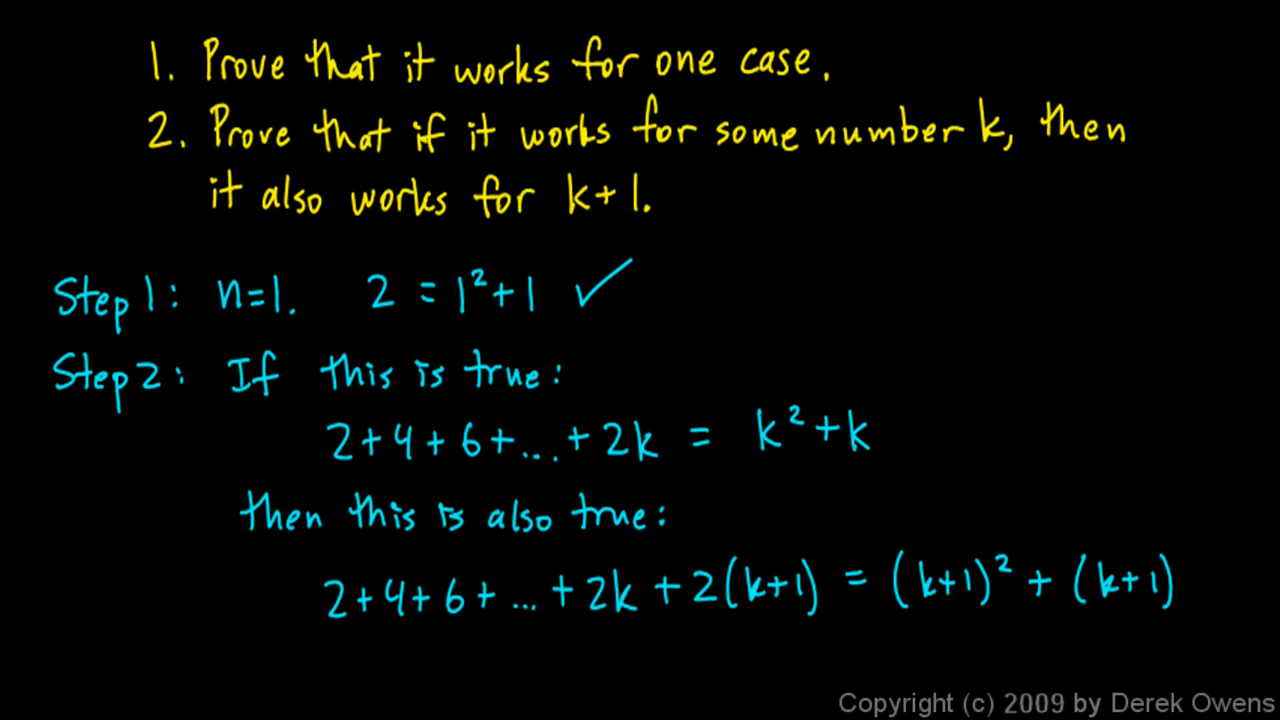 1. Prove that it works for one case.
2. Prove that if it works for some number k, then
it also works for k+1.
Step 1: n=1. 2 = 1²+1 ✓
Step 2: If this is true:
2+4+6+...+2k = k²+k
then this is also true:
2+4+6+...+2k+2(k+1) = (k+1)²+(k+1)
Copyright (c) 2009 by Derek Owens